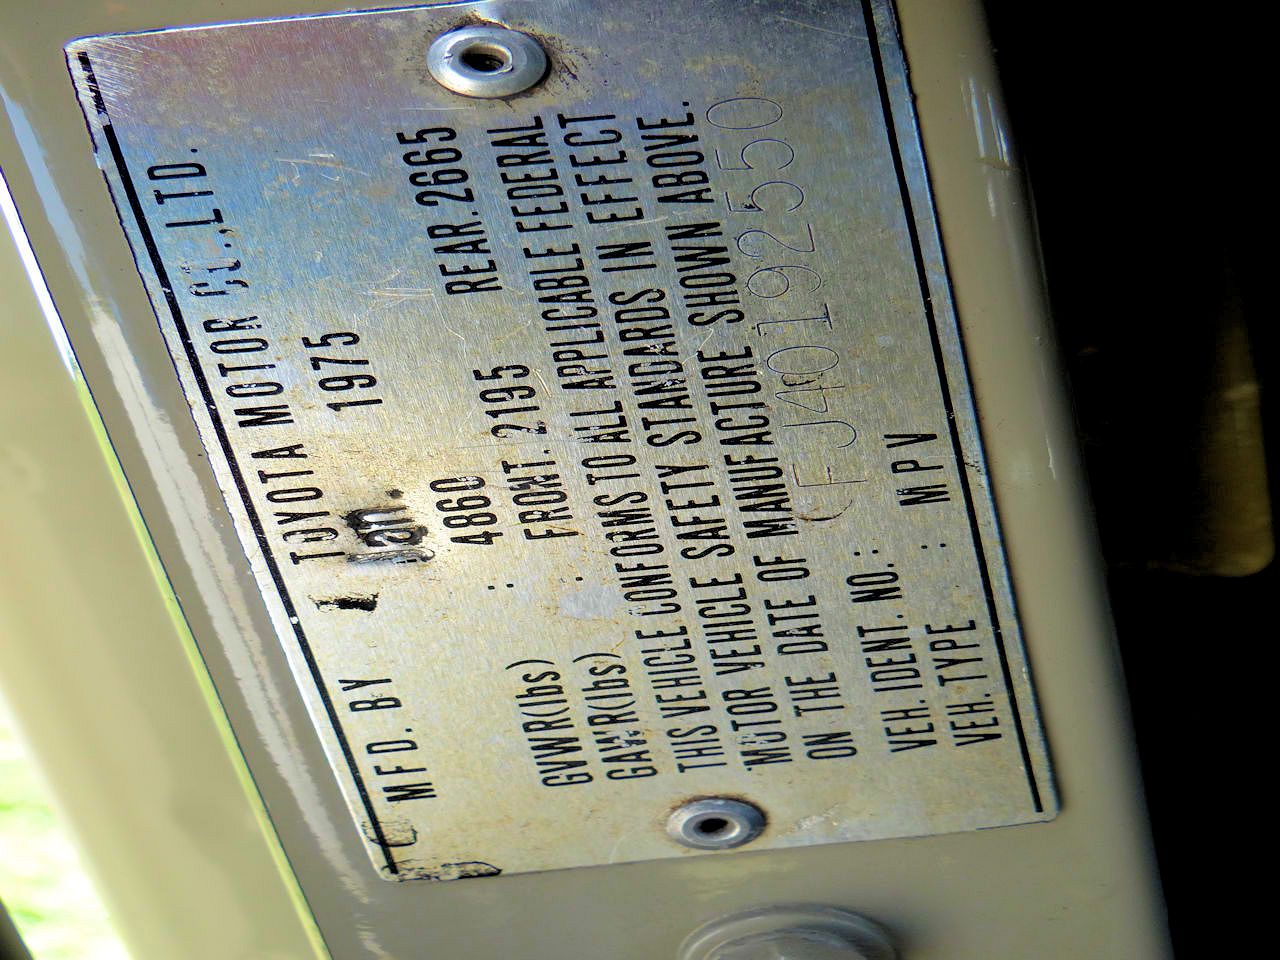 MFD. BY TOYOTA MOTOR CO.,LTD.
Jan. 1975
GVWR(lbs) : 4860
GAWR(lbs) : FRONT. 2195 REAR. 2665
THIS VEHICLE CONFORMS TO ALL APPLICABLE FEDERAL
MOTOR VEHICLE SAFETY STANDARDS IN EFFECT
ON THE DATE OF MANUFACTURE SHOWN ABOVE.
VEH. IDENT. NO.: FJ40192550
VEH. TYPE : MPV